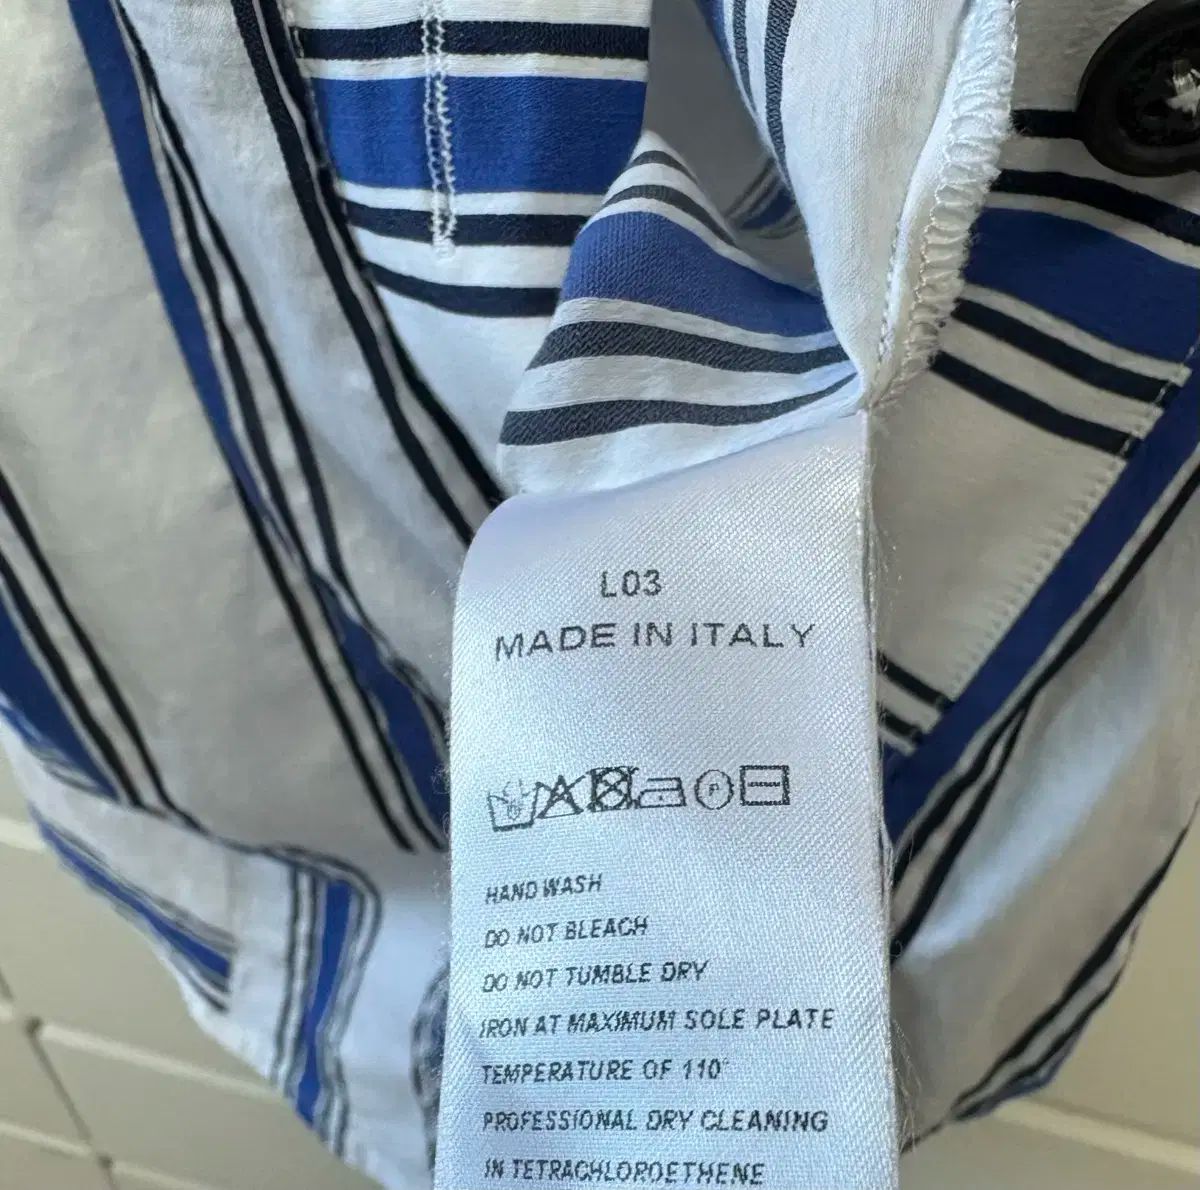 L03
MADE IN ITALY
P
HAND WASH
DO NOT BLEACH
DO NOT TUMBLE DRY
IRON AT MAXIMUM SOLE PLATE
TEMPERATURE OF 110°
PROFESSIONAL DRY CLEANING
IN TETRACHLOROETHENE